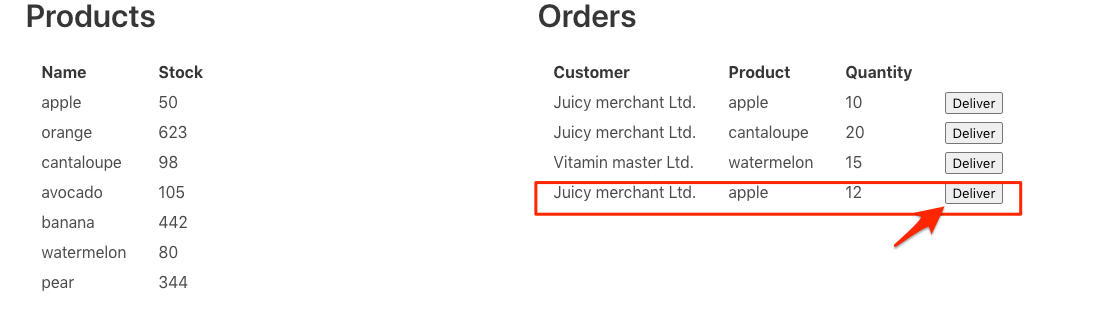 Products
Name Stock
apple 50
orange 623
cantaloupe 98
avocado 105
banana 442
watermelon 80
pear 344
Orders
Customer Product Quantity
Juicy merchant Ltd. apple 10 Deliver
Juicy merchant Ltd. cantaloupe 20 Deliver
Vitamin master Ltd. watermelon 15 Deliver
Juicy merchant Ltd. apple 12 Deliver